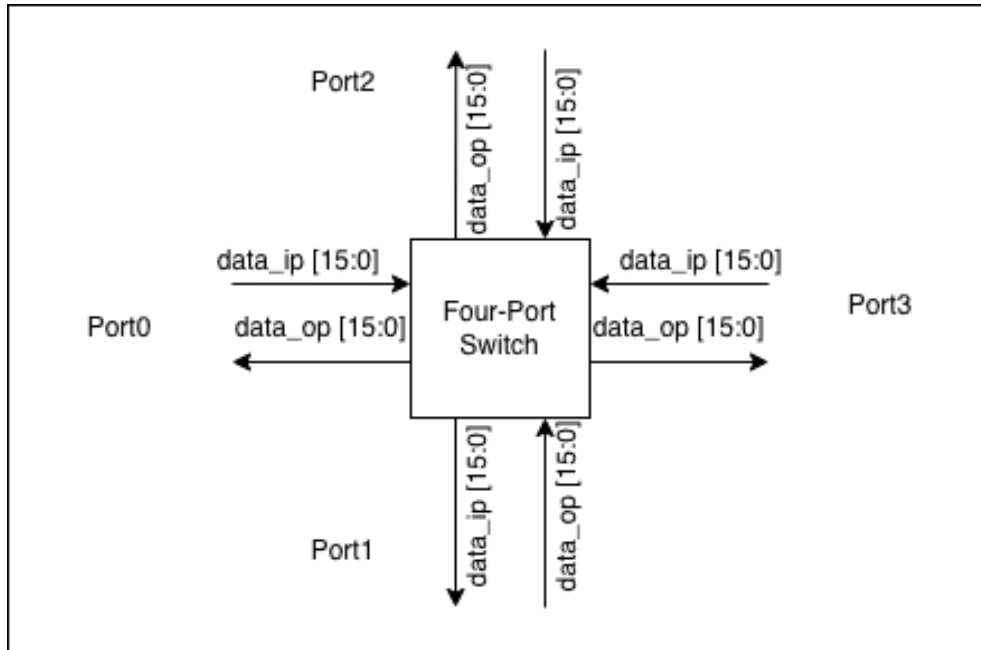 Port2
data_op [15:0]
data_ip [15:0]
data_ip [15:0]
data_ip [15:0]
Port0
data_op [15:0]
Four-Port
Switch
data_op [15:0]
Port3
data_ip [15:0]
data_op [15:0]
Port1